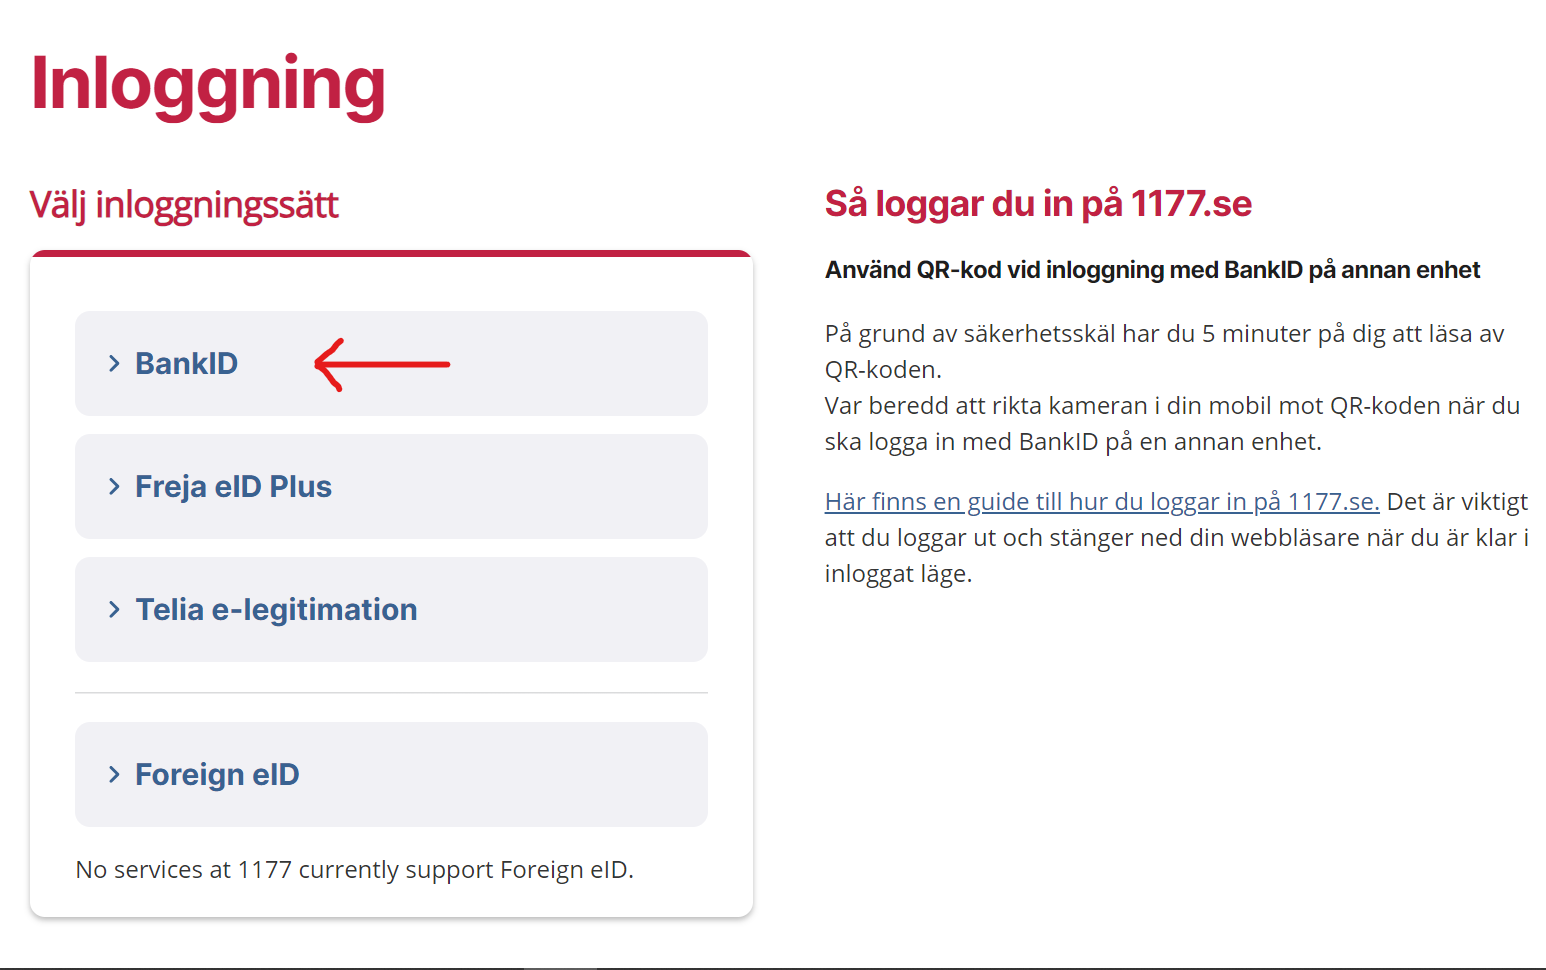 Inloggning
Välj inloggningssätt
BankID
Freja eID Plus
Telia e-legitimation
Foreign eID
No services at 1177 currently support Foreign eID.
Så loggar du in på 1177.se
Använd QR-kod vid inloggning med BankID på annan enhet
På grund av säkerhetsskäl har du 5 minuter på dig att läsa av
QR-koden.
Var beredd att rikta kameran i din mobil mot QR-koden när du
ska logga in med BankID på en annan enhet.
Här finns en guide till hur du loggar in på 1177.se. Det är viktigt
att du loggar ut och stänger ned din webbläsare när du är klar i
inloggat läge.